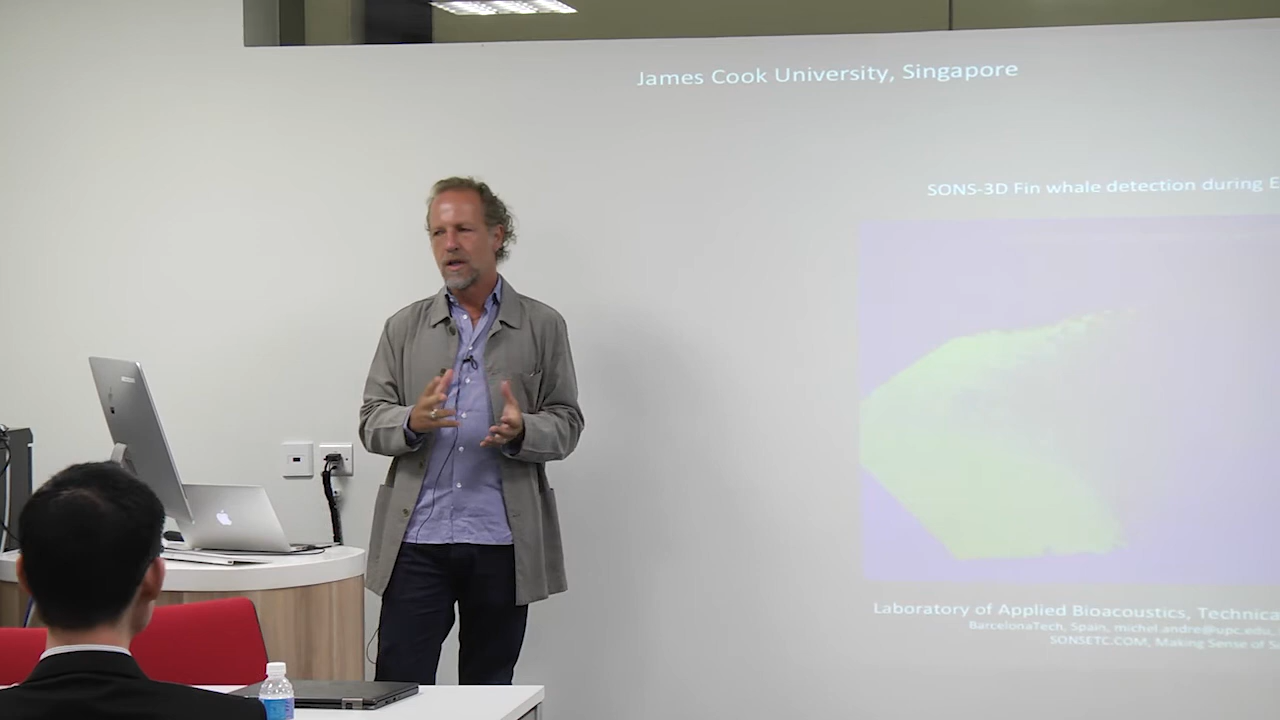 James Cook University, Singapore
SONS-3D Fin whale detection during E
Laboratory of Applied Bioacoustics, Technica
BarcelonaTech, Spain, michel.andre@upc.edu,
SONSETC.COM, Making Sense of S